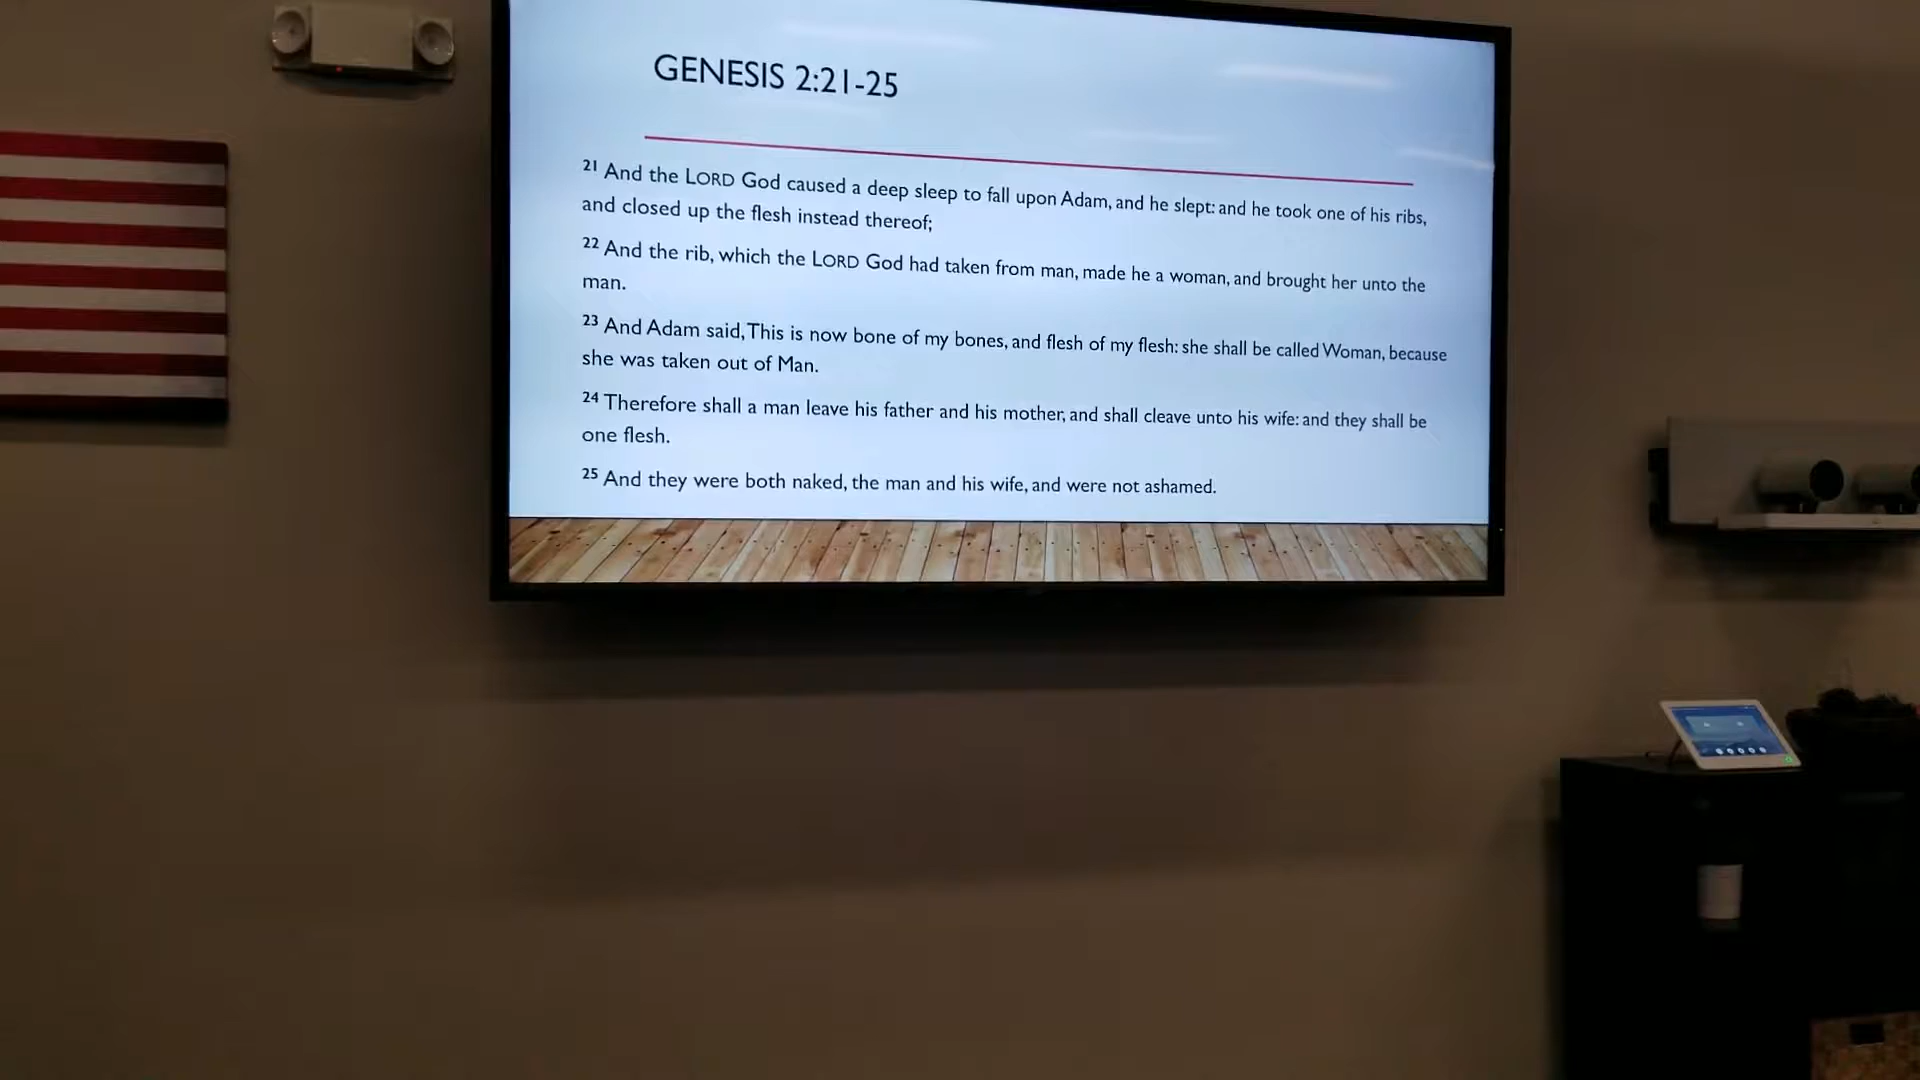 GENESIS 2:21-25
21 And the LORD God caused a deep sleep to fall upon Adam, and he slept: and he took one of his ribs,
and closed up the flesh instead thereof;
22 And the rib, which the LORD God had taken from man, made he a woman, and brought her unto the
man.
23 And Adam said, This is now bone of my bones, and flesh of my flesh: she shall be called Woman, because
she was taken out of Man.
24 Therefore shall a man leave his father and his mother, and shall cleave unto his wife: and they shall be
one flesh.
25 And they were both naked, the man and his wife, and were not ashamed.